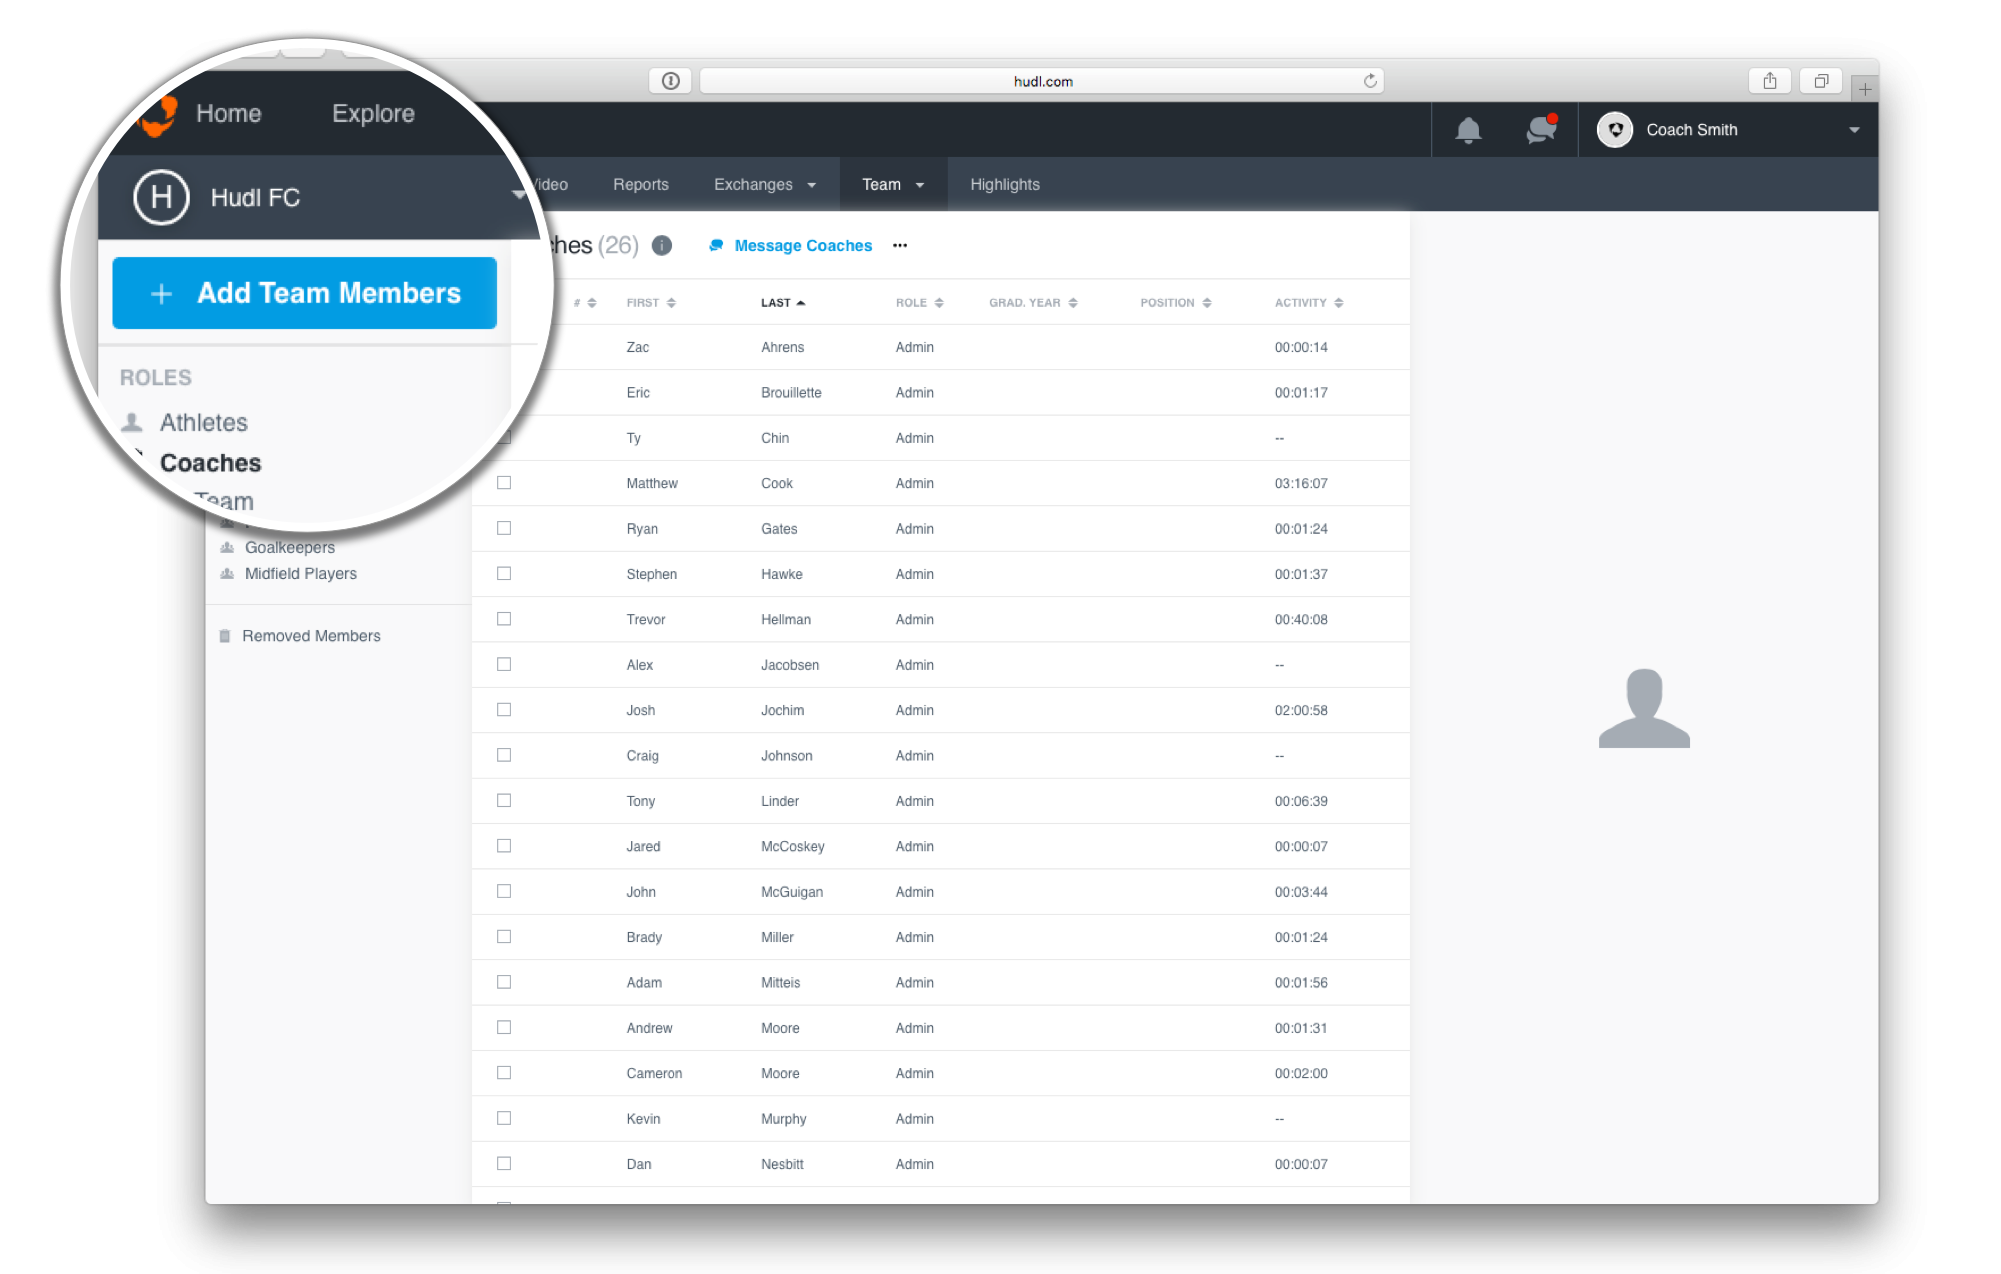 hudl.com
Home Explore
Coach Smith
H Hudl FC
Video Reports Exchanges Team Highlights
ches (26) i Message Coaches •••
+ Add Team Members
# FIRST LAST ROLE GRAD. YEAR POSITION ACTIVITY
ROLES
Athletes
Coaches
Team
Goalkeepers
Midfield Players
Removed Members
Zac Ahrens Admin 00:00:14
Eric Brouillette Admin 00:01:17
Ty Chin Admin --
Matthew Cook Admin 03:16:07
Ryan Gates Admin 00:01:24
Stephen Hawke Admin 00:01:37
Trevor Hellman Admin 00:40:08
Alex Jacobsen Admin --
Josh Jochim Admin 02:00:58
Craig Johnson Admin --
Tony Linder Admin 00:06:39
Jared McCoskey Admin 00:00:07
John McGuigan Admin 00:03:44
Brady Miller Admin 00:01:24
Adam Mitteis Admin 00:01:56
Andrew Moore Admin 00:01:31
Cameron Moore Admin 00:02:00
Kevin Murphy Admin --
Dan Nesbitt Admin 00:00:07